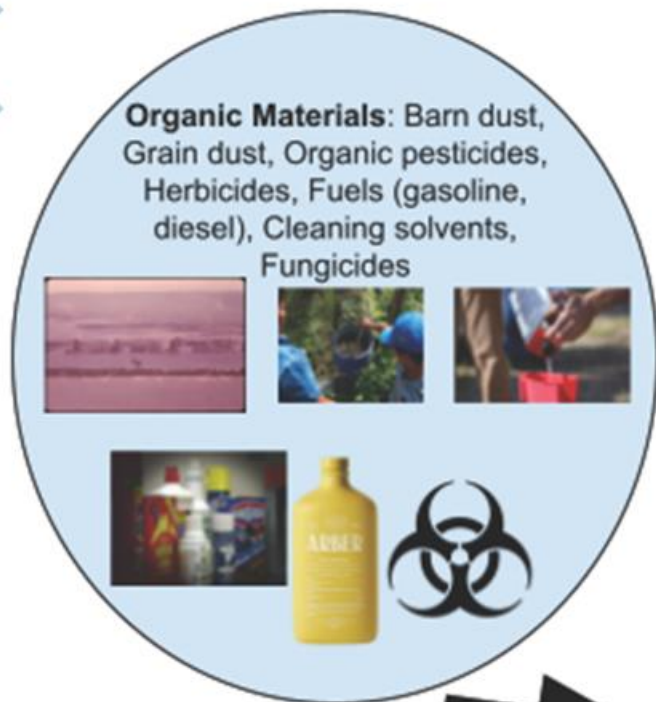 Organic Materials: Barn dust,
Grain dust, Organic pesticides,
Herbicides, Fuels (gasoline,
diesel), Cleaning solvents,
Fungicides
ARBER